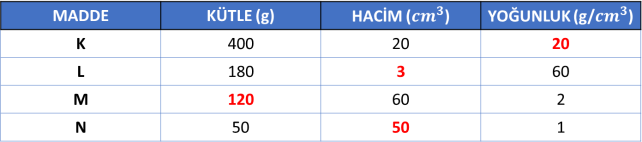 MADDE KÜTLE (g) HACİM (cm³) YOĞUNLUK (g/cm³)
K 400 20 20
L 180 3 60
M 120 60 2
N 50 50 1